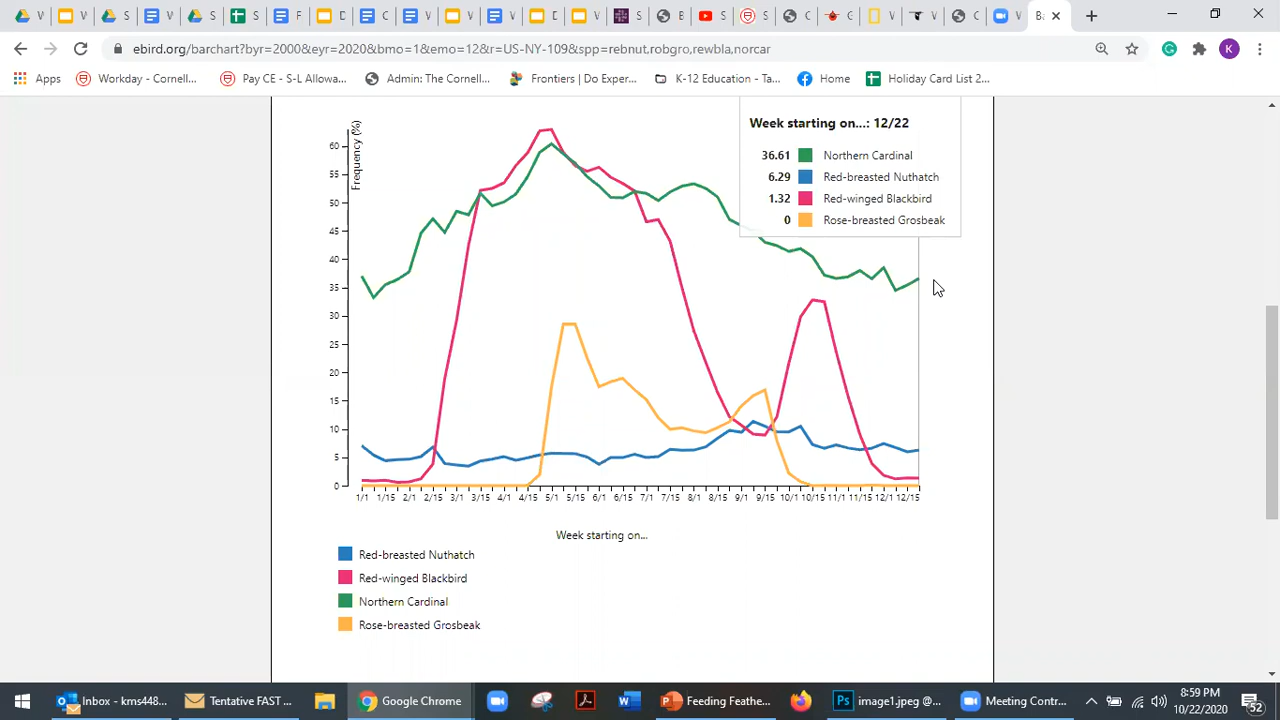 ebird.org/barchart?byr=2000&eyr=2020&bmo=1&emo=12&r=US-NY-109&spp=rebnut,robgro,rewbla,norcar
Apps Workday - Cornell... Pay CE - S-L Allowa... Admin: The Cornell... Frontiers | Do Exper... K-12 Education - Ta... Home Holiday Card List 2...
Frequency (%)
Week starting on...: 12/22
36.61 Northern Cardinal
6.29 Red-breasted Nuthatch
1.32 Red-winged Blackbird
0 Rose-breasted Grosbeak
60
55
50
45
40
35
30
25
20
15
10
5
0
1/1 1/15 2/1 2/15 3/1 3/15 4/1 4/15 5/1 5/15 6/1 6/15 7/1 7/15 8/1 8/15 9/1 9/15 10/1 10/15 11/1 11/15 12/1 12/15
Week starting on...
Red-breasted Nuthatch
Red-winged Blackbird
Northern Cardinal
Rose-breasted Grosbeak
Inbox - kms448... Tentative FAST ... Google Chrome Feeding Feathe... image1.jpeg @... Meeting Contr...
8:59 PM
10/22/2020
52